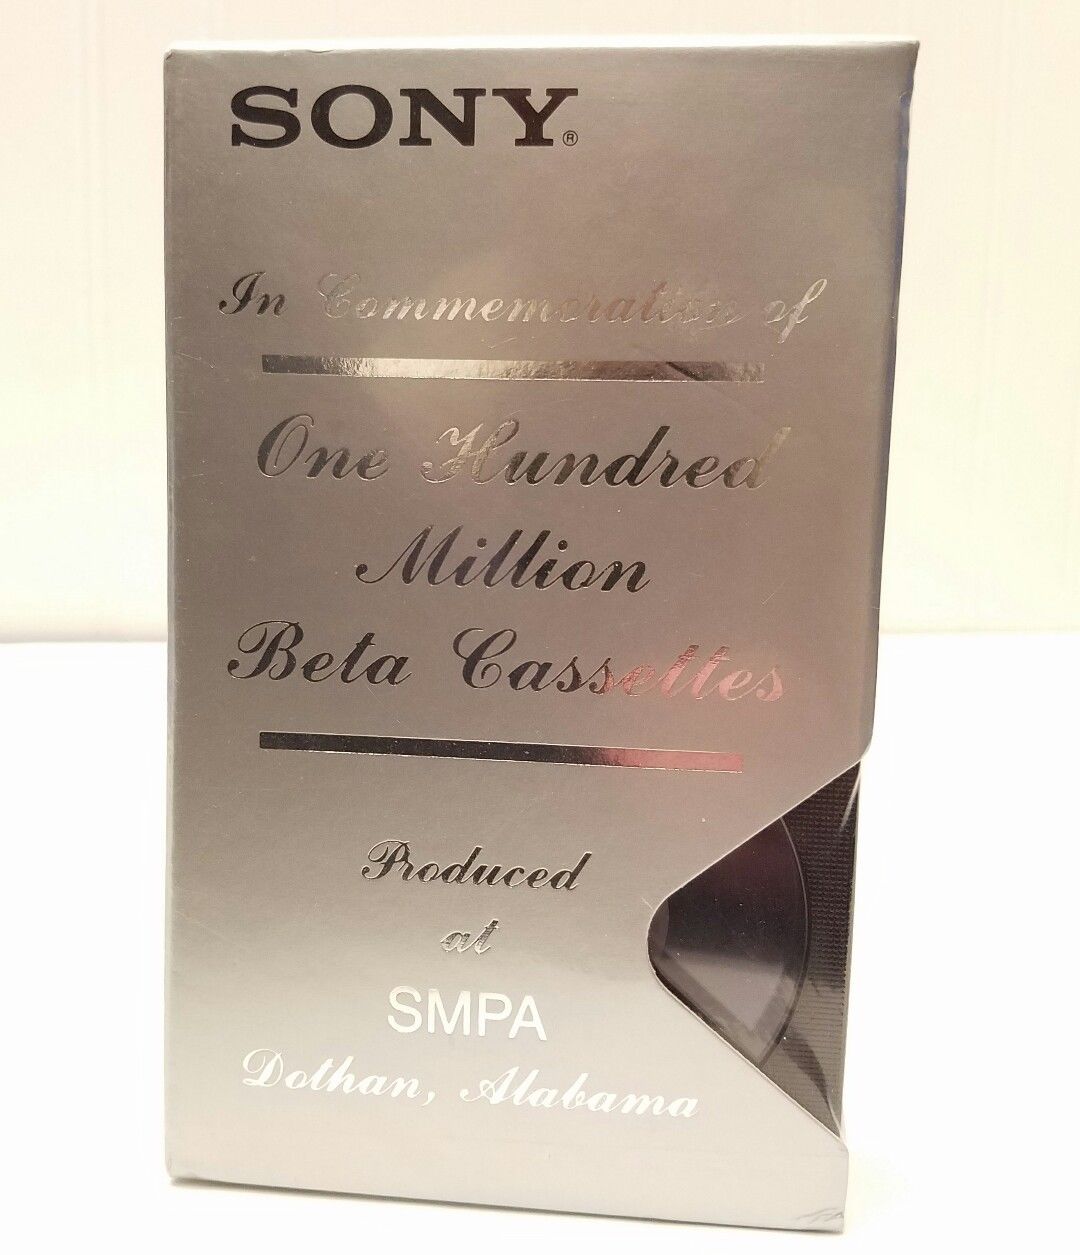 SONY®
In Commemoration of
One Hundred
Million
Beta Cassettes
Produced
at
SMPA
Dothan, Alabama